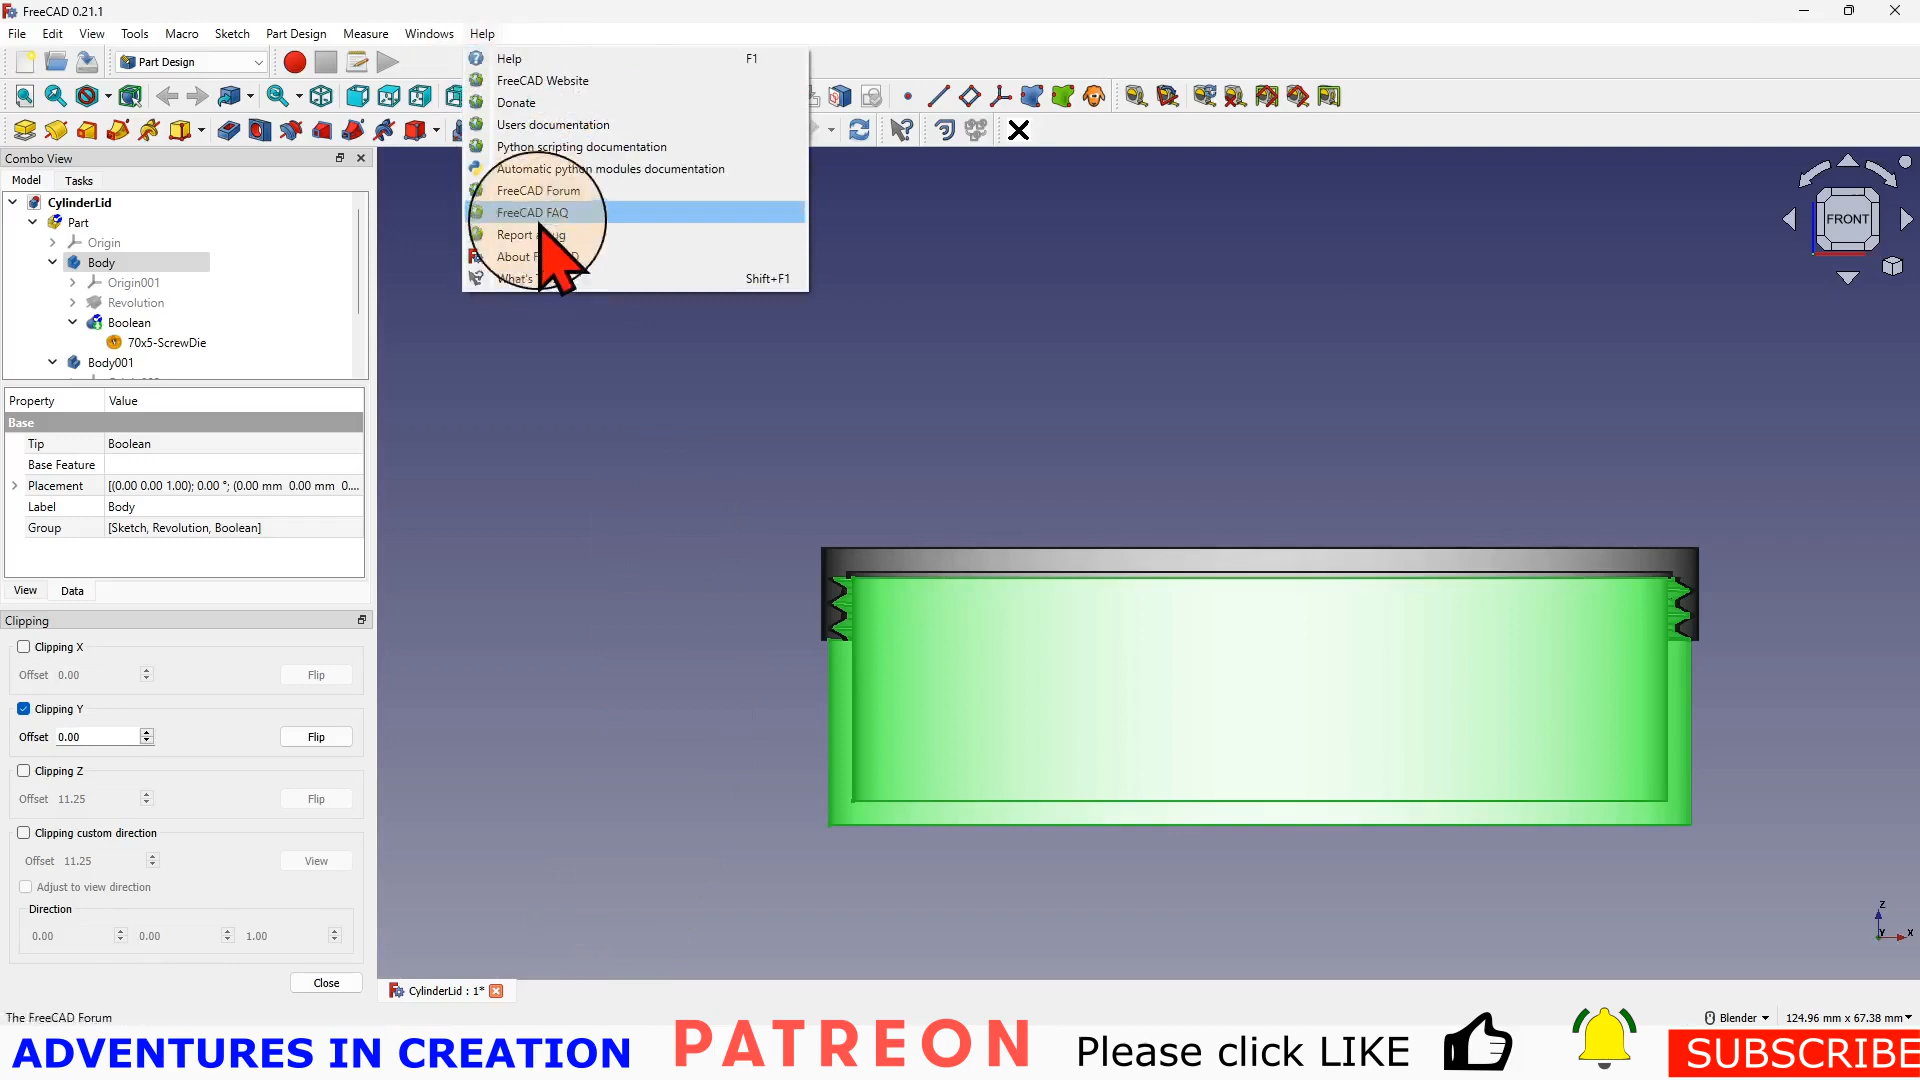 FreeCAD 0.21.1
File Edit View Tools Macro Sketch Part Design Measure Windows Help
Part Design
Help F1
FreeCAD Website
Donate
Users documentation
Python scripting documentation
Automatic python modules documentation
FreeCAD Forum
FreeCAD FAQ
Report bug
About F D
What's Shift+F1
Combo View
Model Tasks
CylinderLid
Part
Origin
Body
Origin001
Revolution
Boolean
70x5-ScrewDie
Body001
Property Value
Base
Tip Boolean
Base Feature
Placement [(0.00 0.00 1.00); 0.00 °; (0.00 mm 0.00 mm 0....
Label Body
Group [Sketch, Revolution, Boolean]
View Data
Clipping
Clipping X
Offset 0.00 Flip
Clipping Y
Offset 0.00 Flip
Clipping Z
Offset 11.25 Flip
Clipping custom direction
Offset 11.25 View
Adjust to view direction
Direction
0.00 0.00 1.00
Close
FRONT
z
y x
CylinderLid : 1*
The FreeCAD Forum
Blender 124.96 mm x 67.38 mm
ADVENTURES IN CREATION PATREON Please click LIKE SUBSCRIBE